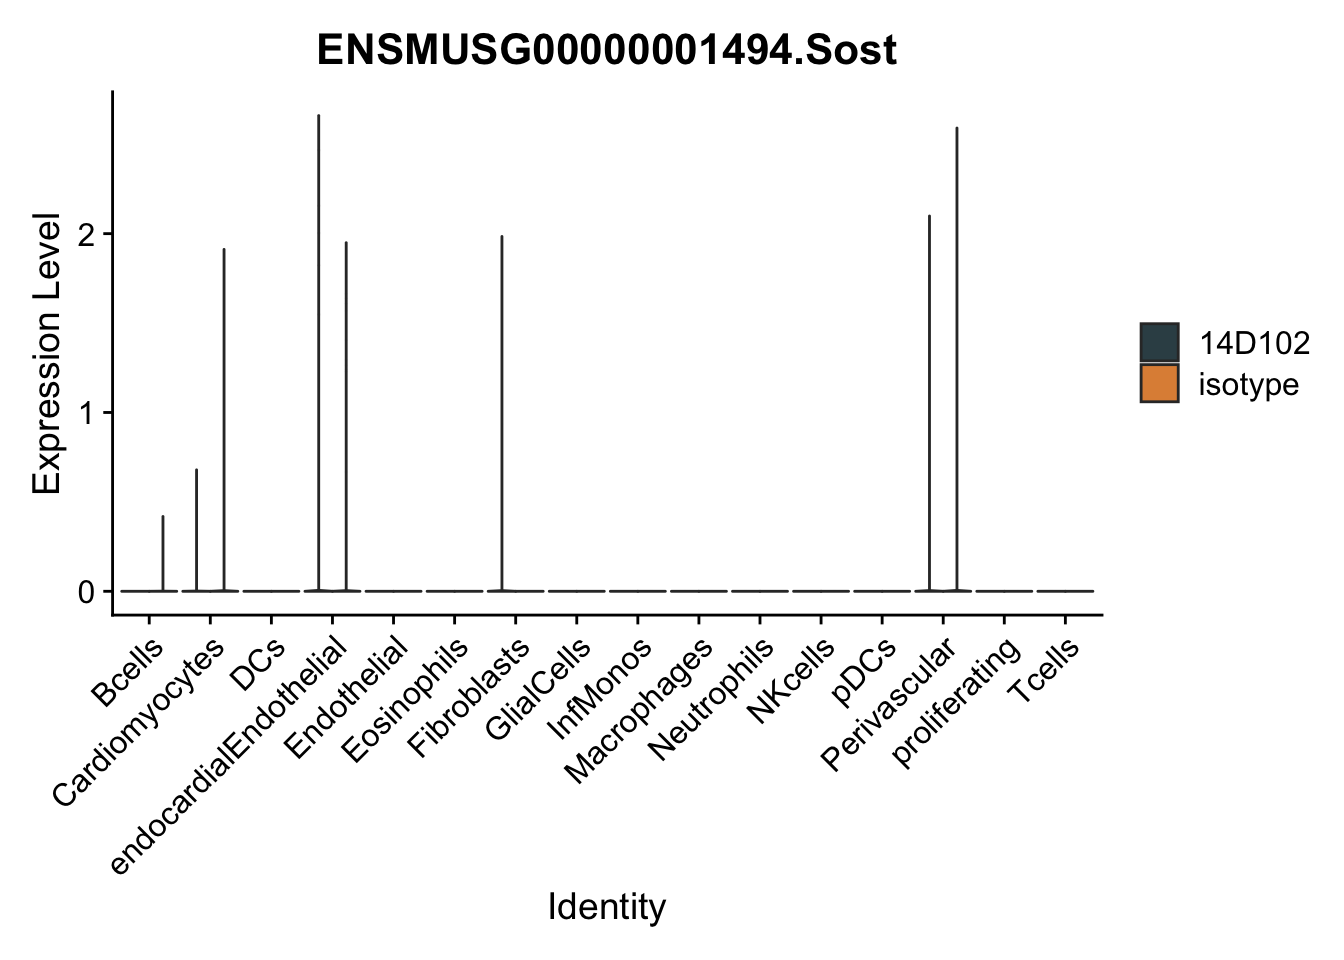 ENSMUSG00000001494.Sost
Expression Level
2
1
0
Bcells
Cardiomyocytes
DCs
endocardialEndothelial
Endothelial
Eosinophils
Fibroblasts
GlialCells
InfMonos
Macrophages
Neutrophils
NKcells
pDCs
Perivascular
proliferating
Tcells
Identity
14D102
isotype